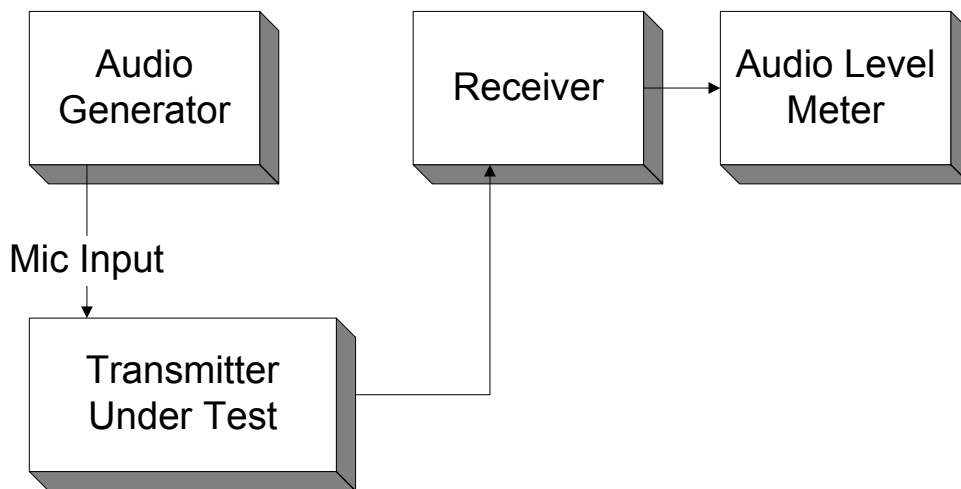 Audio
Generator
Receiver
Audio Level
Meter
Mic Input
Transmitter
Under Test